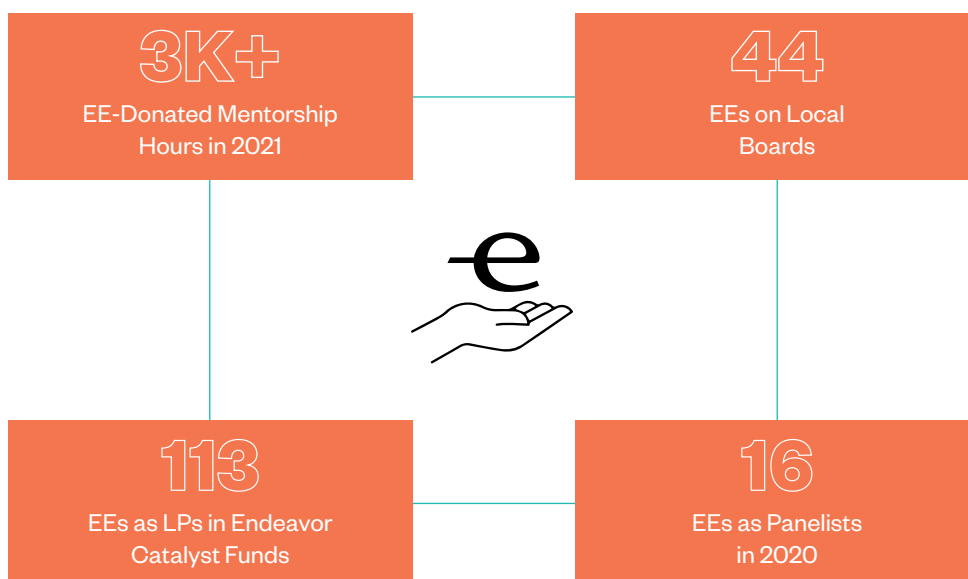 3K+
EE-Donated Mentorship
Hours in 2021
44
EEs on Local
Boards
e
113
EEs as LPs in Endeavor
Catalyst Funds
16
EEs as Panelists
in 2020